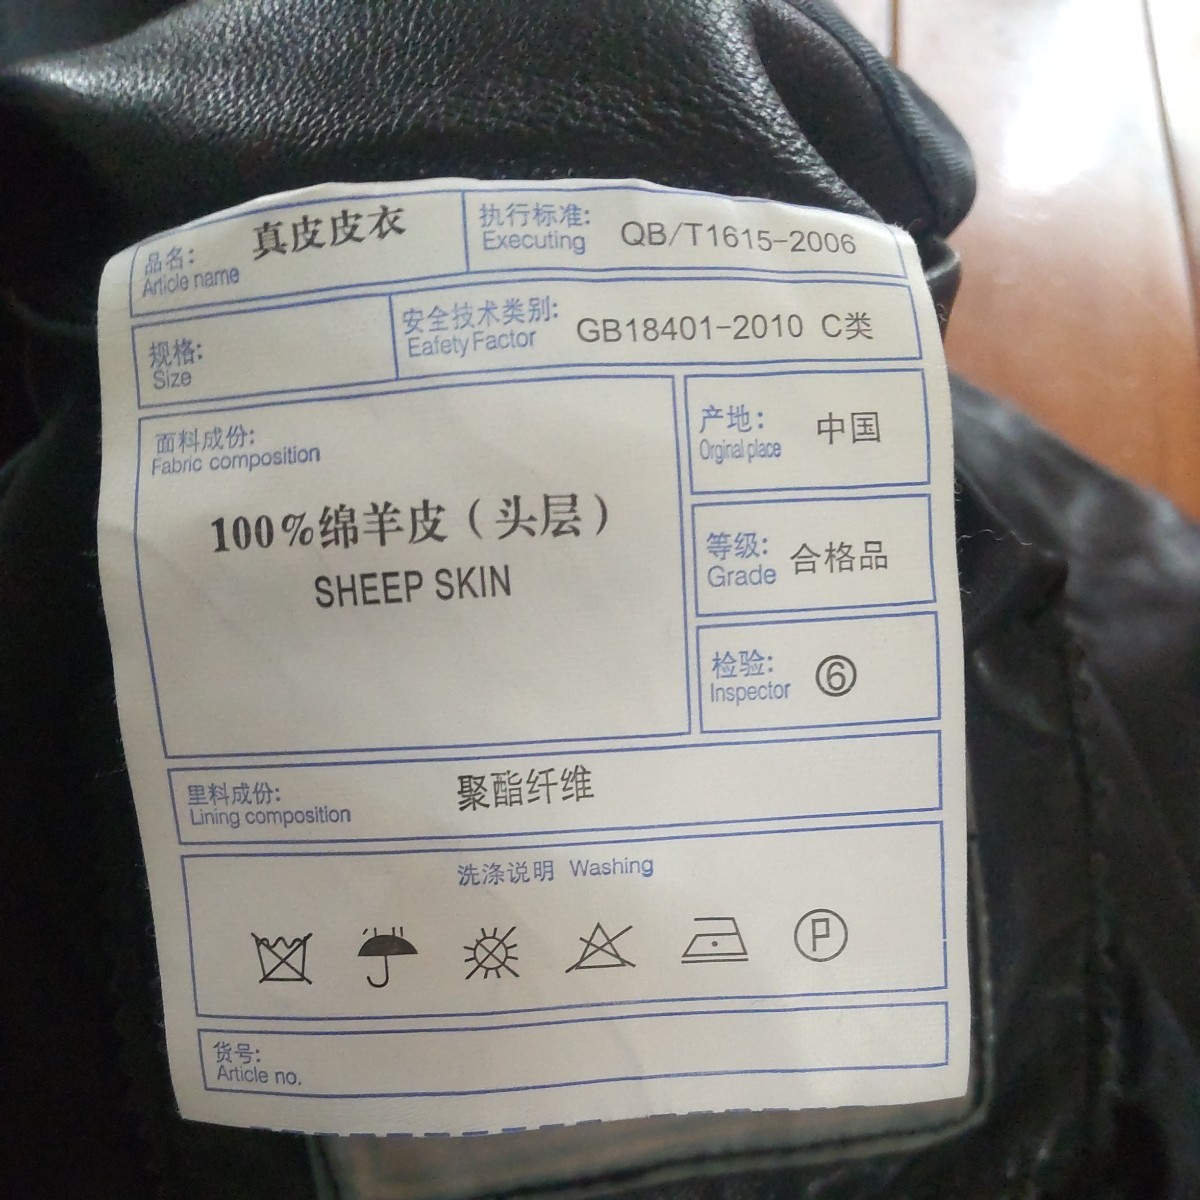 品名: 真皮皮衣
Article name
执行标准: QB/T1615-2006
Executing
规格:
Size
安全技术类别: GB18401-2010 C类
Eafety Factor
面料成份:
Fabric composition
100%绵羊皮（头层）
SHEEP SKIN
产地: 中国
Orginal place
等级: 合格品
Grade
检验: ⑥
Inspector
里料成份: 聚酯纤维
Lining composition
洗涤说明 Washing
P
货号:
Article no.